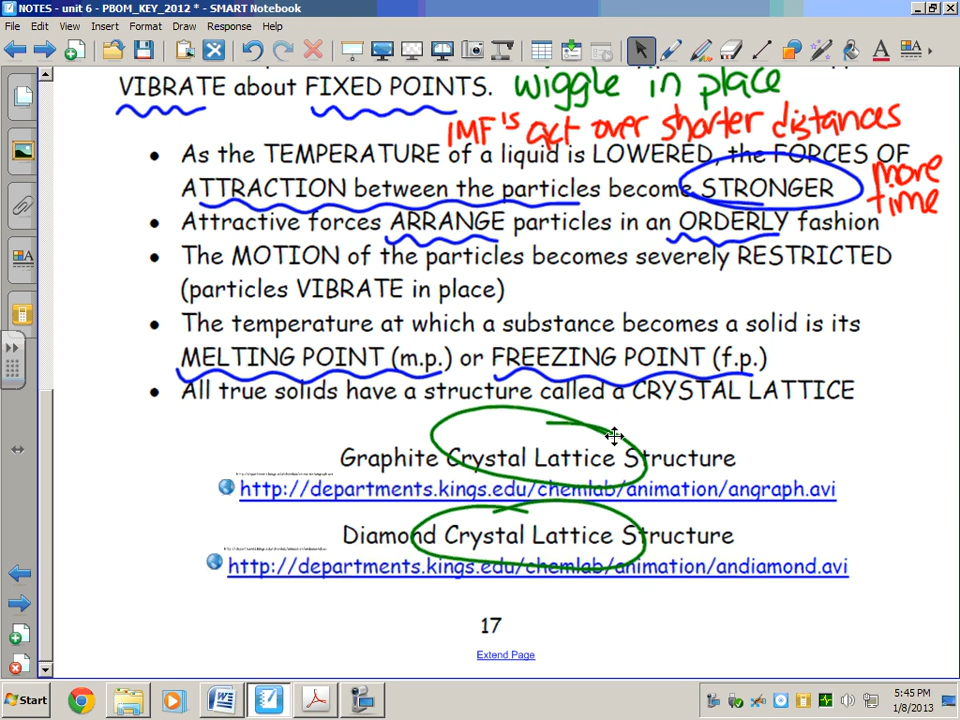 NOTES - unit 6 - PBOM_KEY_2012 * - SMART Notebook
File Edit View Insert Format Draw Response Help
VIBRATE about FIXED POINTS. wiggle in place
IMF's act over shorter distances
As the TEMPERATURE of a liquid is LOWERED, the FORCES OF
ATTRACTION between the particles become STRONGER
more
time
Attractive forces ARRANGE particles in an ORDERLY fashion
The MOTION of the particles becomes severely RESTRICTED
(particles VIBRATE in place)
The temperature at which a substance becomes a solid is its
MELTING POINT (m.p.) or FREEZING POINT (f.p.)
All true solids have a structure called a CRYSTAL LATTICE
Graphite Crystal Lattice Structure
http://departments.kings.edu/chemlab/animation/angraph.avi
Diamond Crystal Lattice Structure
http://departments.kings.edu/chemlab/animation/andiamond.avi
17
Extend Page
Start
5:45 PM
1/8/2013